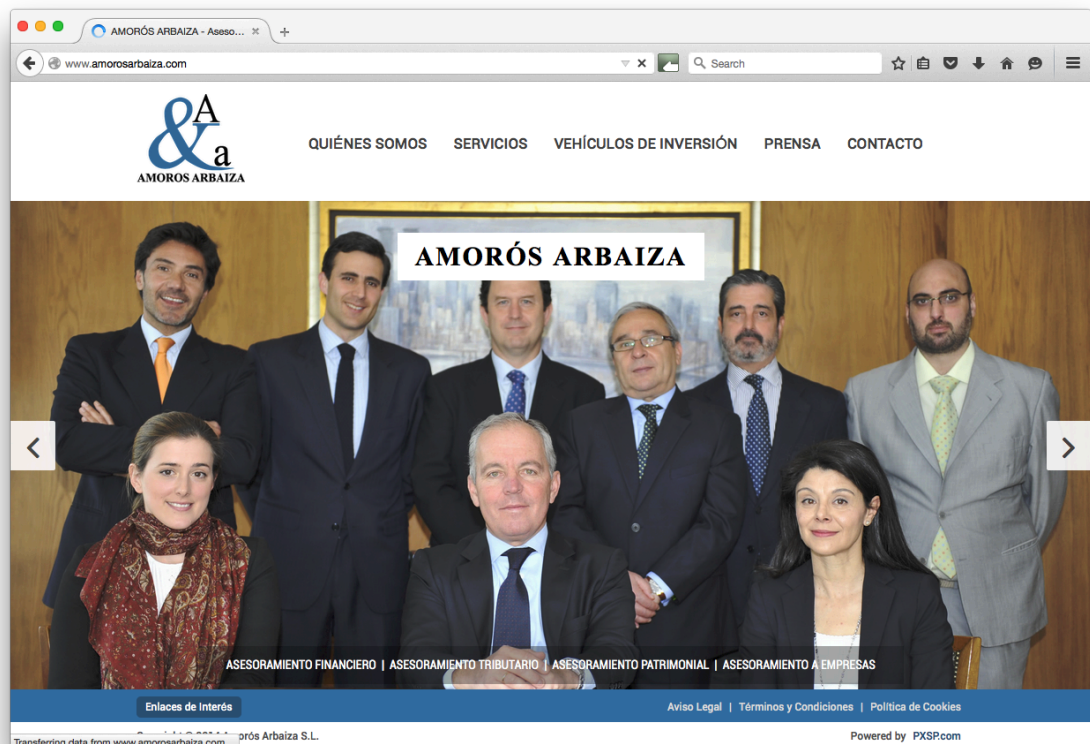 AMORÓS ARBAIZA - Aseso...
www.amorosarbaiza.com
Search
A
&
a
AMOROS ARBAIZA
QUIÉNES SOMOS SERVICIOS VEHÍCULOS DE INVERSIÓN PRENSA CONTACTO
AMORÓS ARBAIZA
ASESORAMIENTO FINANCIERO | ASESORAMIENTO TRIBUTARIO | ASESORAMIENTO PATRIMONIAL | ASESORAMIENTO A EMPRESAS
Enlaces de Interés Aviso Legal | Términos y Condiciones | Política de Cookies
orós Arbaiza S.L. Powered by PXSP.com
Transferring data from www.amorosarbaiza.com...